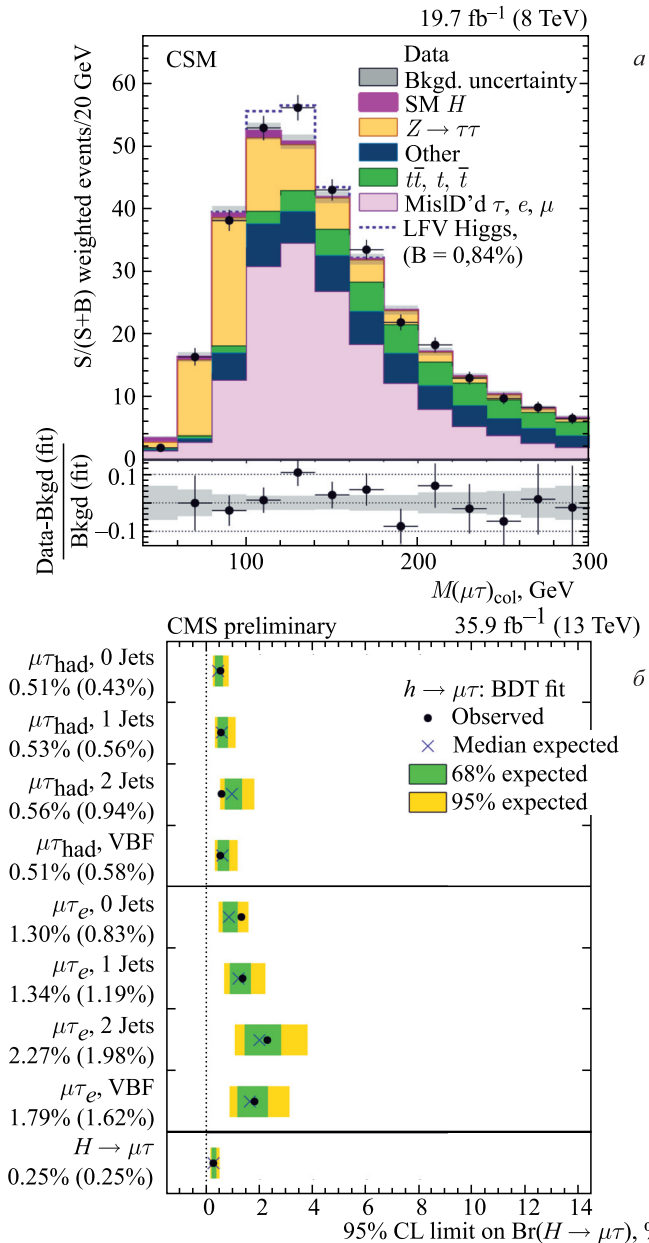 19.7 fb⁻¹ (8 TeV)
а
CSM
Data
Bkgd. uncertainty
SM H
Z → ττ
Other
tt̄, t, t̄
MisID'd τ, e, μ
LFV Higgs,
(B = 0,84%)
S/(S+B) weighted events/20 GeV
60
50
40
30
20
10
0
Data-Bkgd (fit)
Bkgd (fit)
0.1
−0.1
100 200 300
M(μτ)col, GeV
CMS preliminary 35.9 fb⁻¹ (13 TeV)
б
μτhad, 0 Jets
0.51% (0.43%)
μτhad, 1 Jets
0.53% (0.56%)
μτhad, 2 Jets
0.56% (0.94%)
μτhad, VBF
0.51% (0.58%)
μτe, 0 Jets
1.30% (0.83%)
μτe, 1 Jets
1.34% (1.19%)
μτe, 2 Jets
2.27% (1.98%)
μτe, VBF
1.79% (1.62%)
H → μτ
0.25% (0.25%)
h → μτ: BDT fit
Observed
Median expected
68% expected
95% expected
0 2 4 6 8 10 12 14
95% CL limit on Br(H → μτ), %